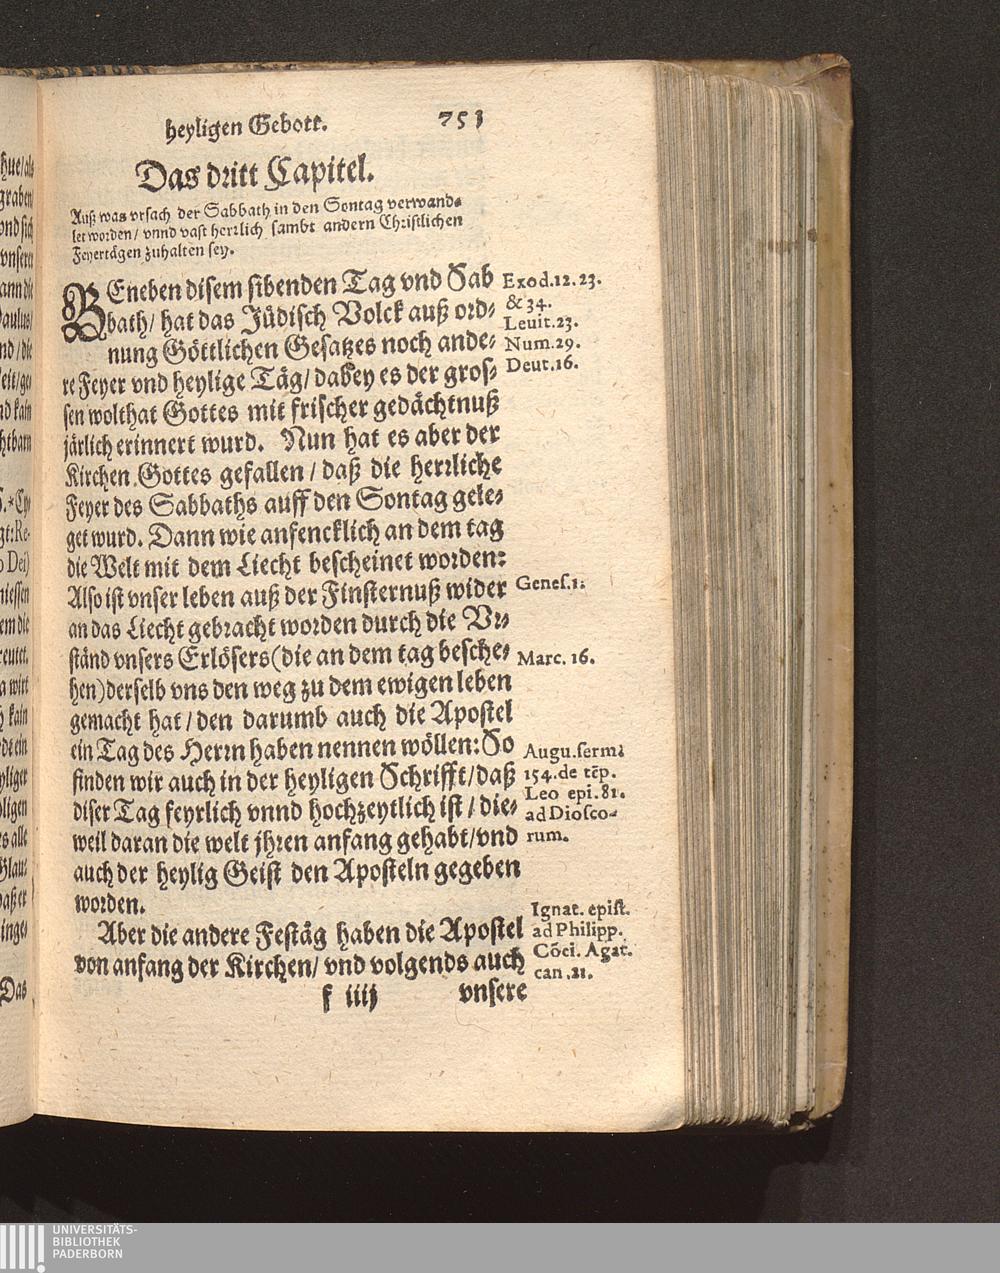 heyligen Gebott. 753
Das dritt Capitel.
Auß was vrsach der Sabbath in den Sontag verwand⸗
let worden/ vnnd vast herrlich sambt andern Christlichen
Feyertägen zuhalten sey.
BEneben disem sibenden Tag vnd Sab
bath/ hat das Jüdisch Volck auß ord⸗
nung Göttlichen Gesatzes noch ande⸗
re Feyer vnd heylige Täg/ dabey es der gros⸗
sen wolthat Gottes mit frischer gedächtnuß
järlich erinnert wurd. Nun hat es aber der
Kirchen Gottes gefallen/ daß die herrliche
Feyer des Sabbaths auff den Sontag gele⸗
get wurd. Dann wie anfencklich an dem tag
die Welt mit dem Liecht bescheinet worden:
Also ist vnser leben auß der Finsternuß wider
an das Liecht gebracht worden durch die Vr⸗
ständ vnsers Erlösers (die an dem tag besche⸗
hen) derselb vns den weg zu dem ewigen leben
gemacht hat/ den darumb auch die Apostel
ein Tag des Herrn haben nennen wöllen: So
finden wir auch in der heyligen Schrifft/ daß
diser Tag feyrlich vnnd hochzeytlich ist/ die⸗
weil daran die welt jhren anfang gehabt/ vnd
auch der heylig Geist den Aposteln gegeben
worden.
Aber die andere Festäg haben die Apostel
von anfang der Kirchen/ vnd volgends auch
f iiij vnsere
Exod.12.23.
& 34.
Leuit.23.
Num.29.
Deut.16.
Genes.1.
Marc. 16.
Augu.serm.
154.de tēp.
Leo epi.81.
ad Diosco-
rum.
Ignat. epist.
ad Philipp.
Cōci. Agat.
can.21.
Das
UNIVERSITÄTS-
BIBLIOTHEK
PADERBORN